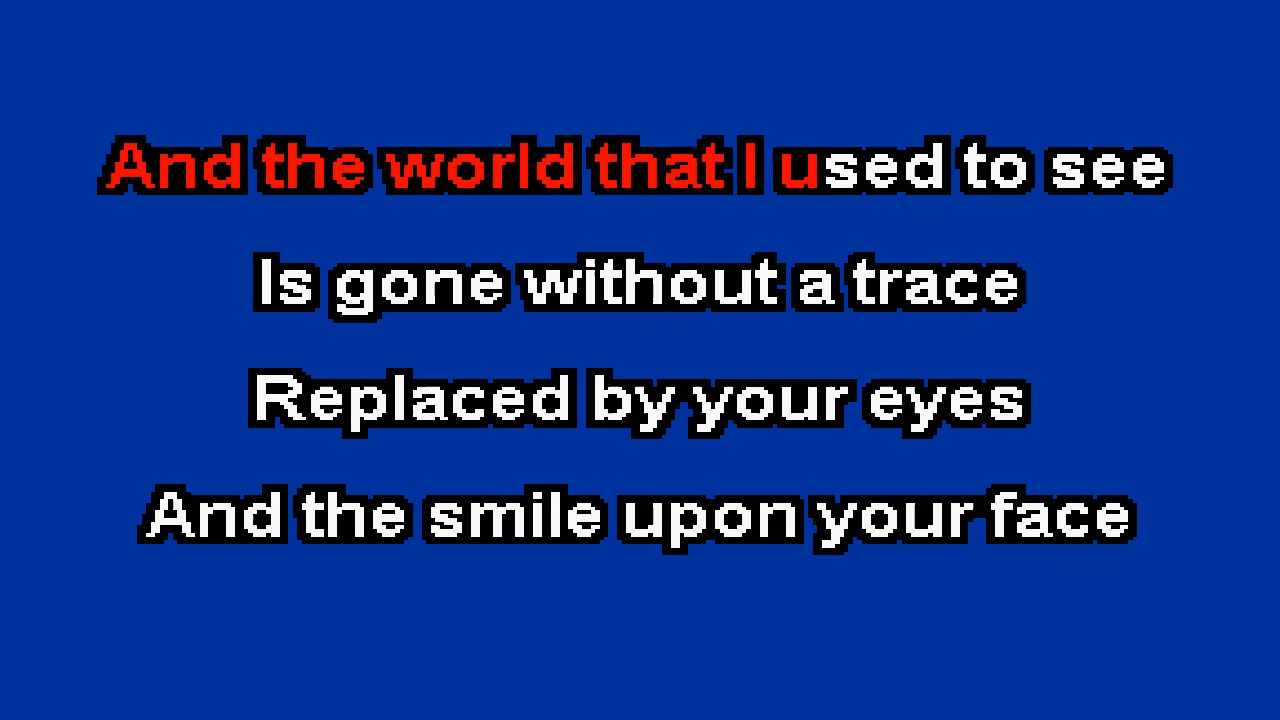 And the world that I used to see
Is gone without a trace
Replaced by your eyes
And the smile upon your face